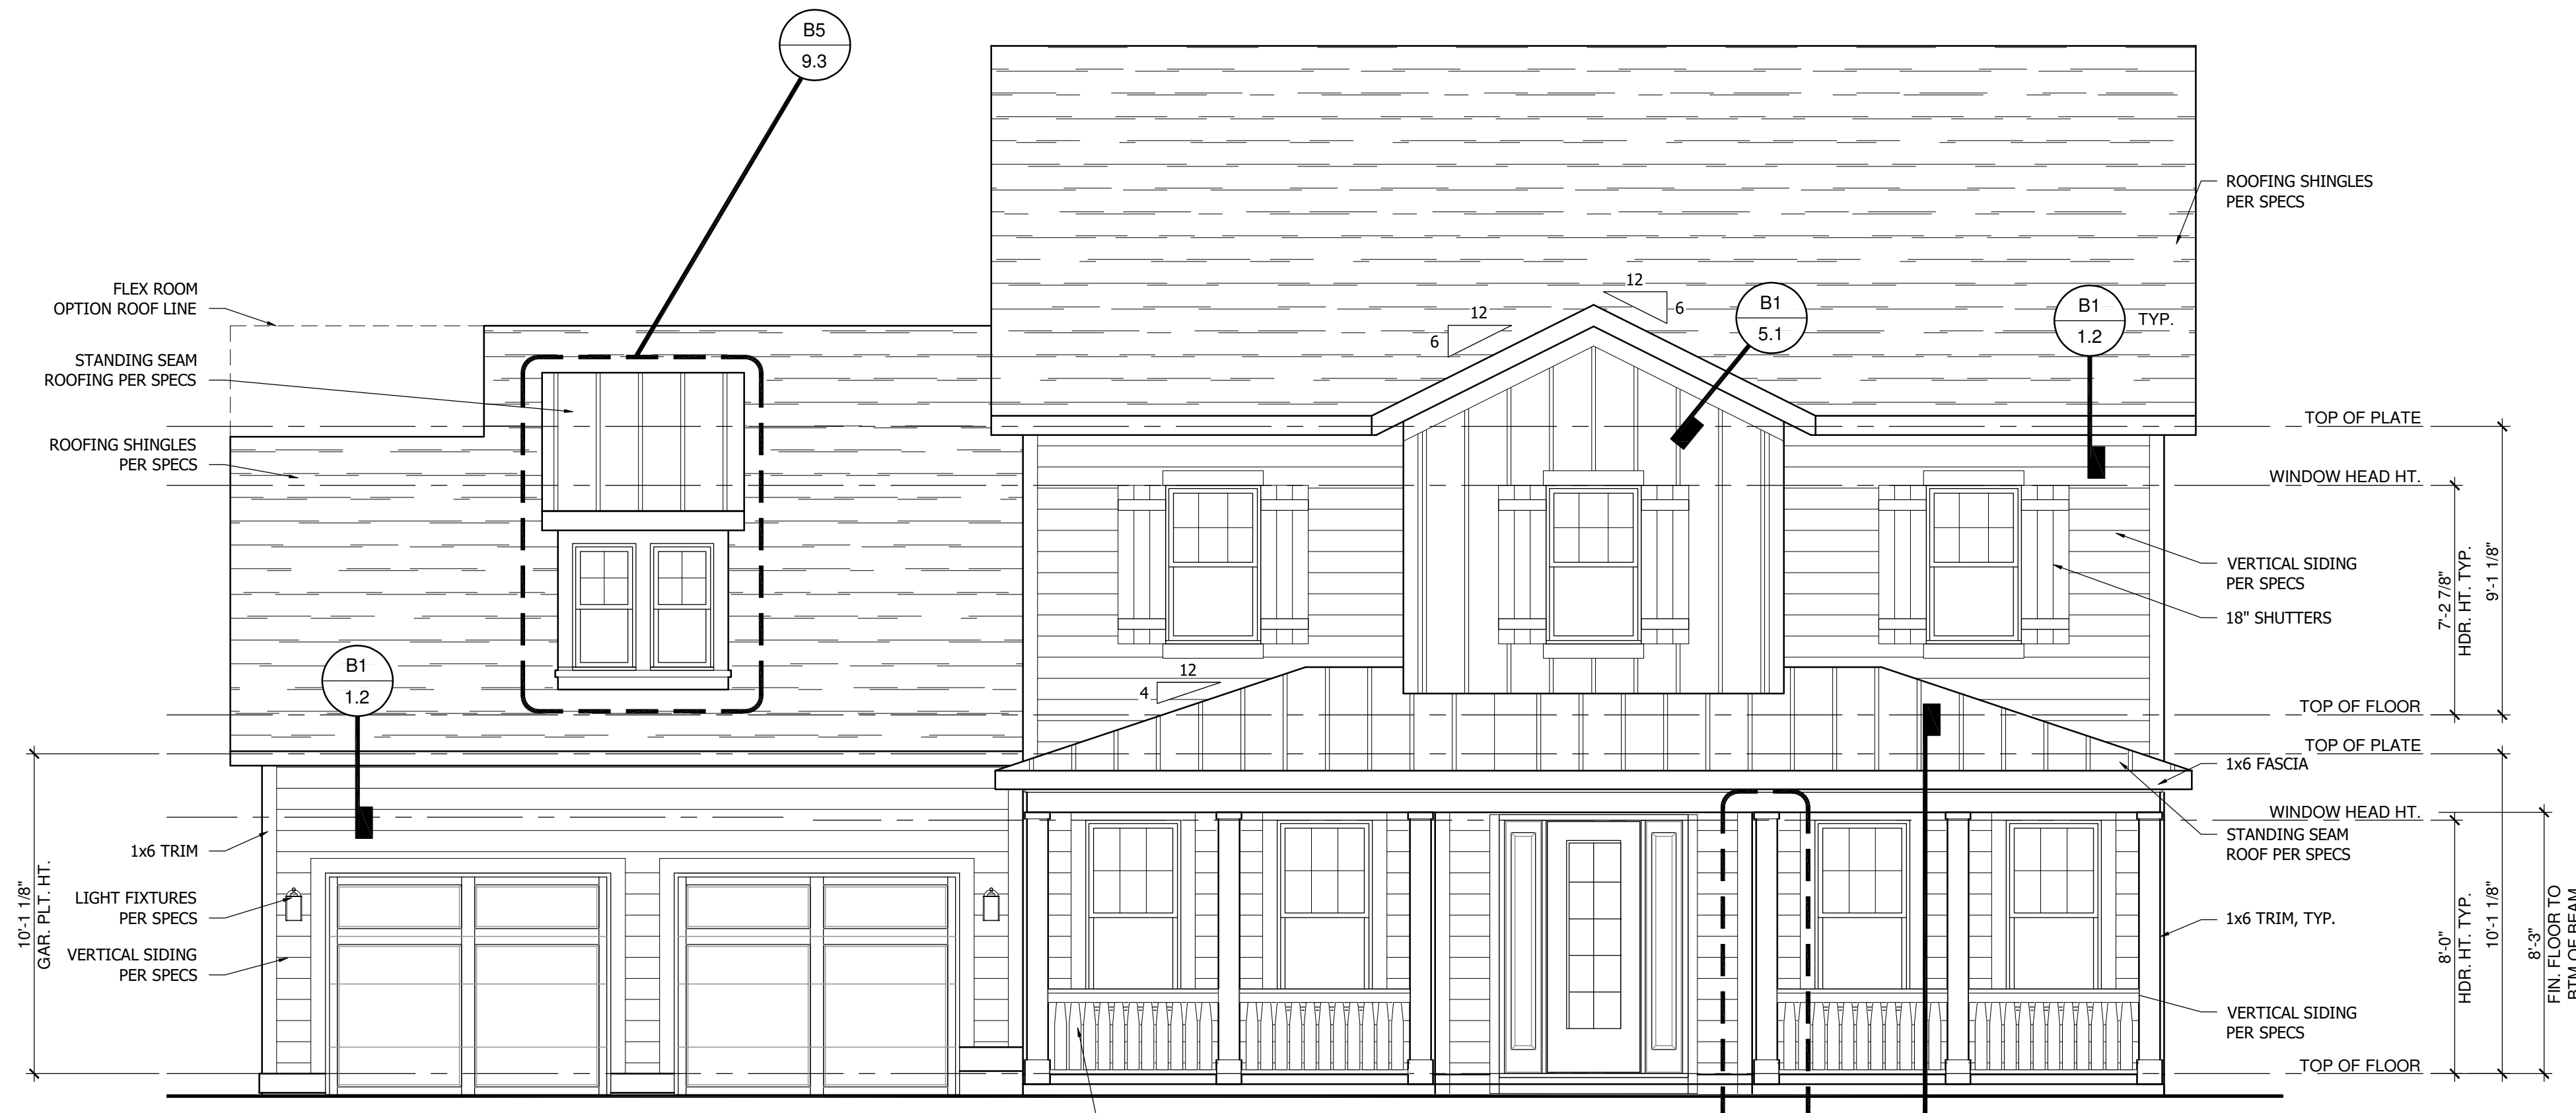 B5
9.3
ROOFING SHINGLES
PER SPECS
FLEX ROOM
OPTION ROOF LINE
STANDING SEAM
ROOFING PER SPECS
ROOFING SHINGLES
PER SPECS
12
6
12
6
B1
5.1
B1
1.2
TYP.
TOP OF PLATE
WINDOW HEAD HT.
VERTICAL SIDING
PER SPECS
18" SHUTTERS
7'-2 7/8"
HDR. HT. TYP.
9'-1 1/8"
B1
1.2
12
4
TOP OF FLOOR
TOP OF PLATE
1x6 FASCIA
WINDOW HEAD HT.
STANDING SEAM
ROOF PER SPECS
1x6 TRIM
LIGHT FIXTURES
PER SPECS
VERTICAL SIDING
PER SPECS
10'-1 1/8"
GAR. PLT. HT.
1x6 TRIM, TYP.
VERTICAL SIDING
PER SPECS
TOP OF FLOOR
8'-0"
HDR. HT. TYP.
10'-1 1/8"
8'-3"
FIN. FLOOR TO
BTM OF BEAM